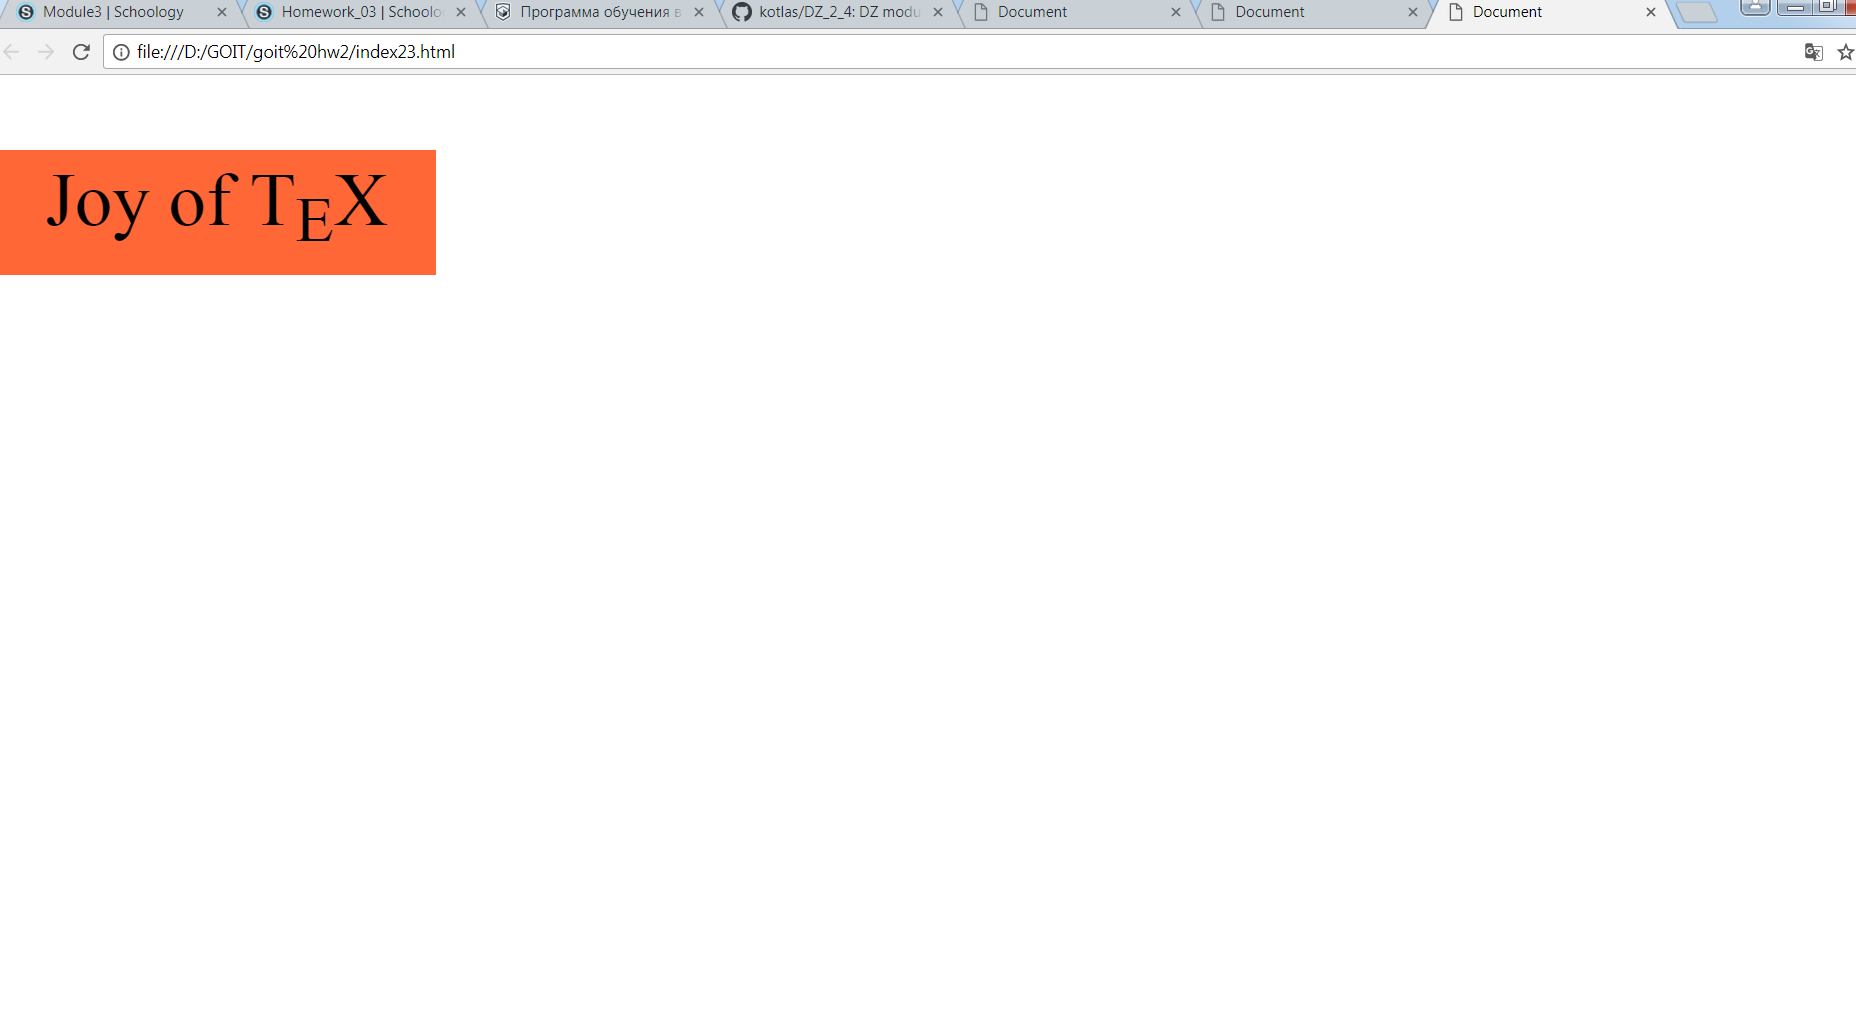 Module3 | Schoology
Homework_03 | Schoolo
Программа обучения в
kotlas/DZ_2_4: DZ modu
Document
Document
Document
file:///D:/GOIT/goit%20hw2/index23.html
Joy of TEX